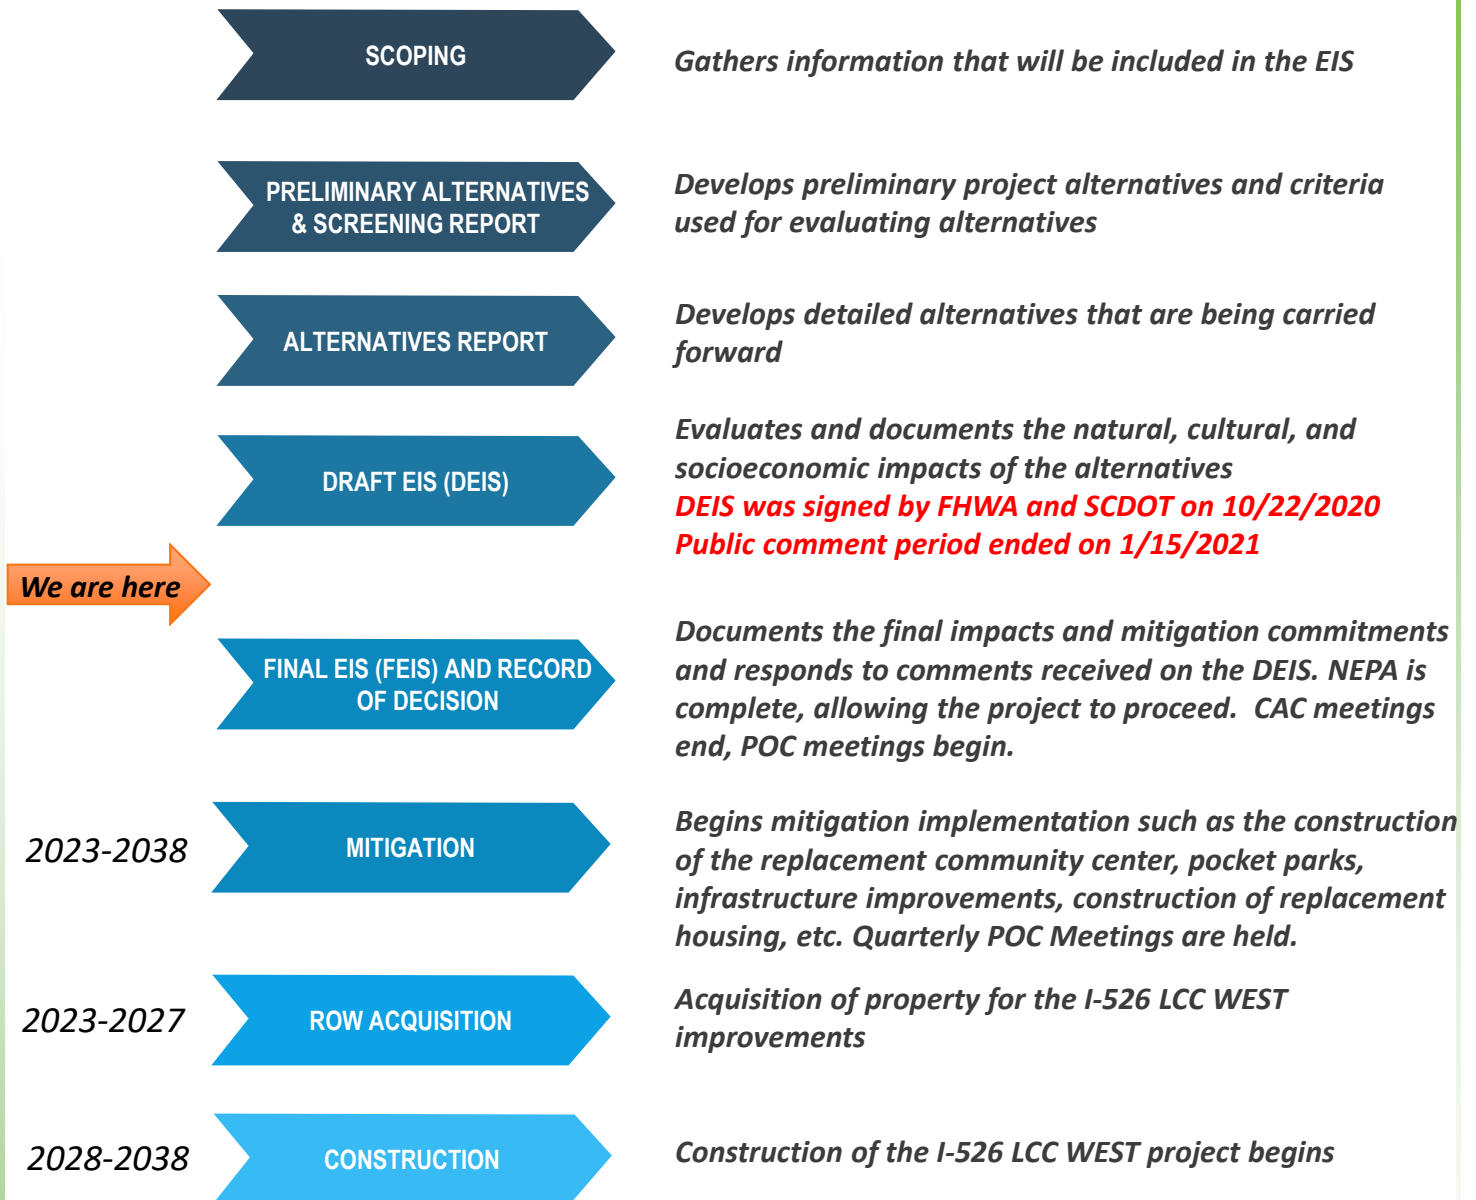 SCOPING
Gathers information that will be included in the EIS
PRELIMINARY ALTERNATIVES
& SCREENING REPORT
Develops preliminary project alternatives and criteria
used for evaluating alternatives
ALTERNATIVES REPORT
Develops detailed alternatives that are being carried
forward
DRAFT EIS (DEIS)
Evaluates and documents the natural, cultural, and
socioeconomic impacts of the alternatives
DEIS was signed by FHWA and SCDOT on 10/22/2020
Public comment period ended on 1/15/2021
We are here
FINAL EIS (FEIS) AND RECORD
OF DECISION
Documents the final impacts and mitigation commitments
and responds to comments received on the DEIS. NEPA is
complete, allowing the project to proceed.  CAC meetings
end, POC meetings begin.
2023-2038
MITIGATION
Begins mitigation implementation such as the construction
of the replacement community center, pocket parks,
infrastructure improvements, construction of replacement
housing, etc. Quarterly POC Meetings are held.
2023-2027
ROW ACQUISITION
Acquisition of property for the I-526 LCC WEST
improvements
2028-2038
CONSTRUCTION
Construction of the I-526 LCC WEST project begins